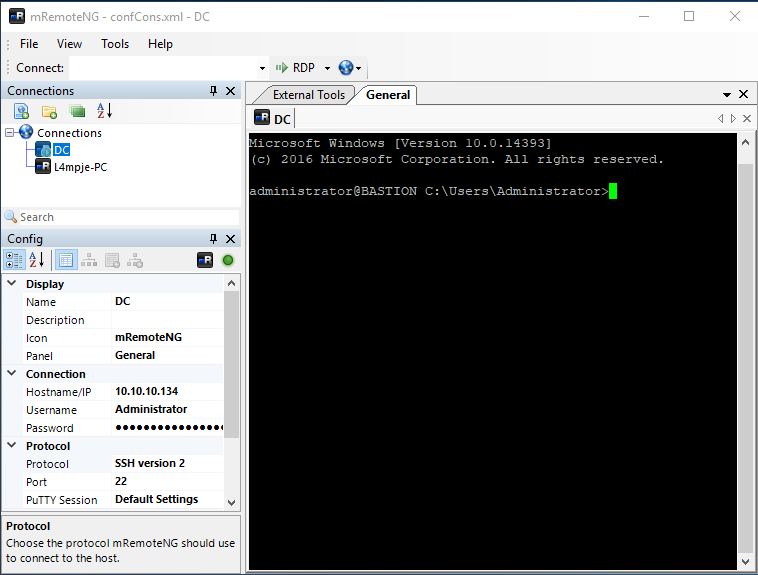 mRemoteNG - confCons.xml - DC
File View Tools Help
Connect: RDP
Connections
Connections
DC
L4mpje-PC
Search
Config
Display
Name DC
Description
Icon mRemoteNG
Panel General
Connection
Hostname/IP 10.10.10.134
Username Administrator
Password ●●●●●●●●●●●●●●●●
Protocol
Protocol SSH version 2
Port 22
PuTTY Session Default Settings
Protocol
Choose the protocol mRemoteNG should use
to connect to the host.
External Tools General
DC
Microsoft Windows [Version 10.0.14393]
(c) 2016 Microsoft Corporation. All rights reserved.
administrator@BASTION C:\Users\Administrator>